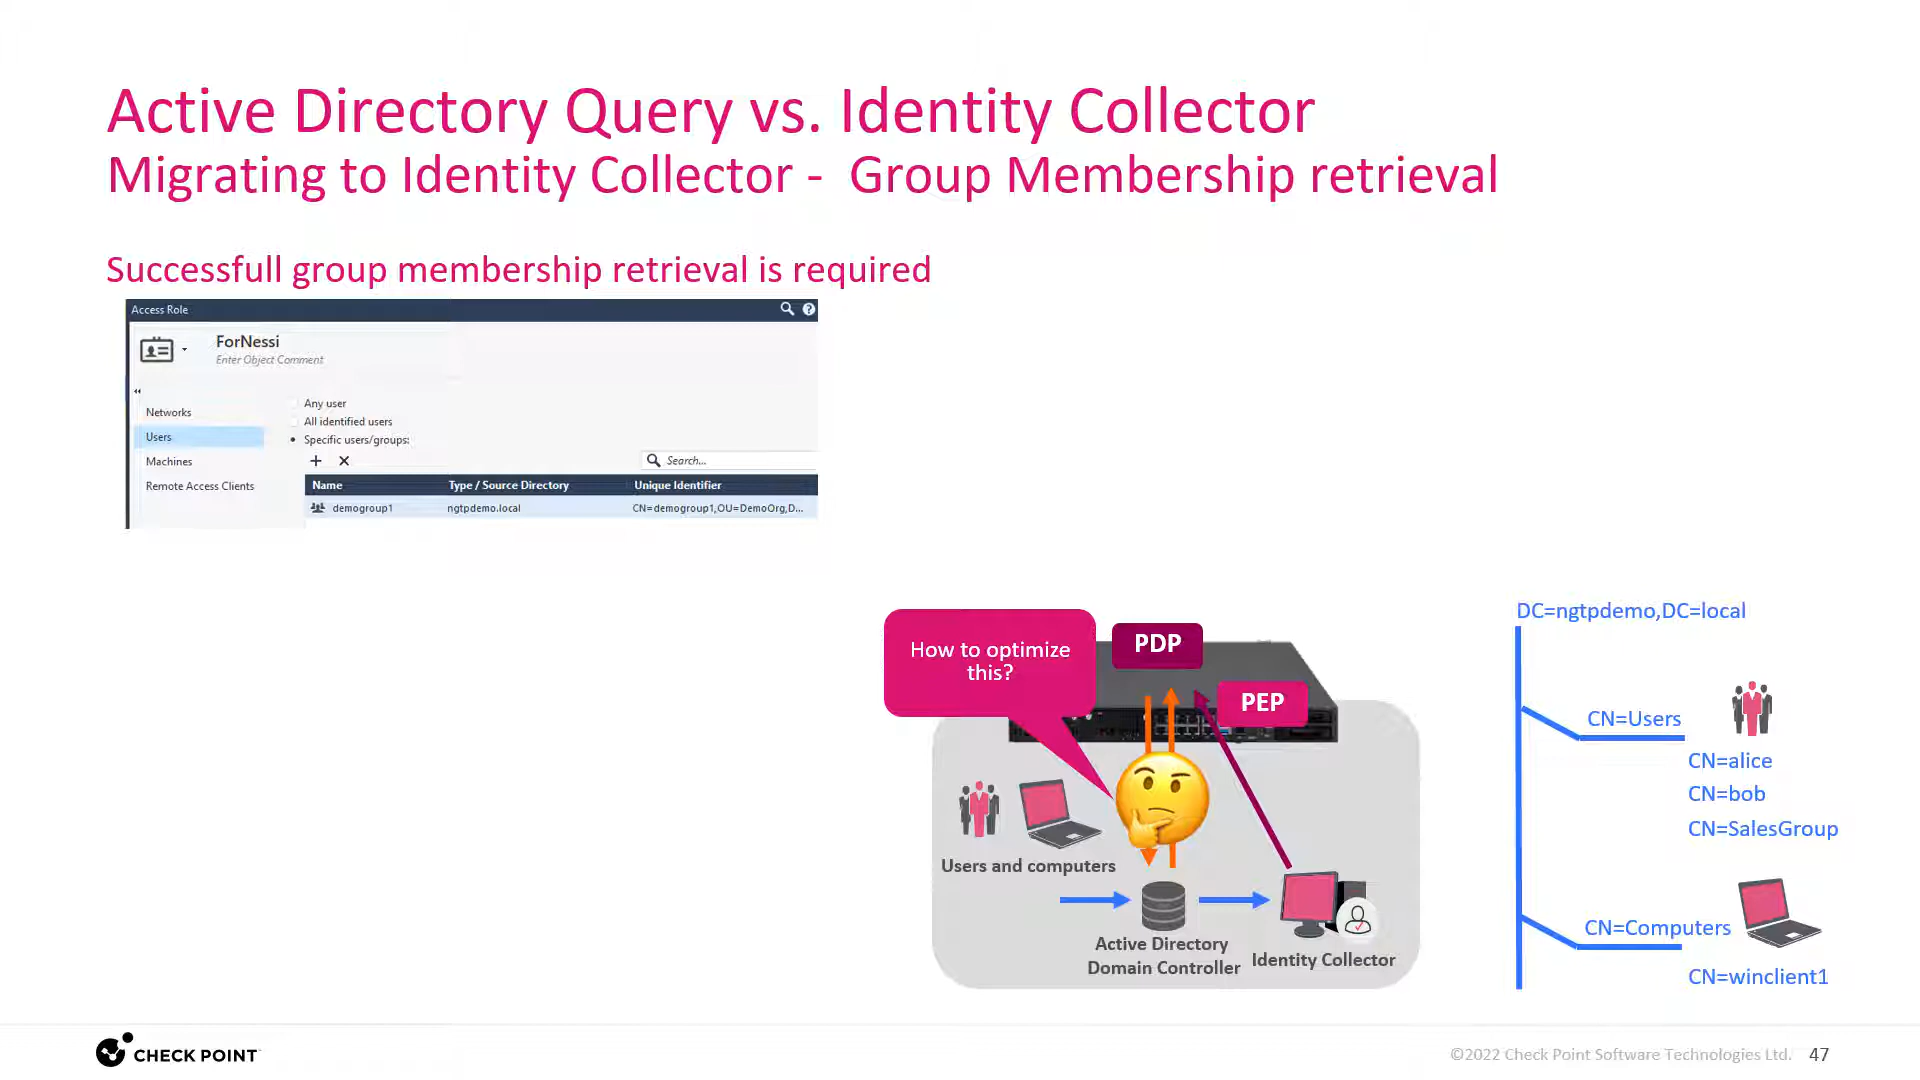 Active Directory Query vs. Identity Collector
Migrating to Identity Collector - Group Membership retrieval
Successfull group membership retrieval is required
Access Role
ForNessi
Enter Object Comment
Networks
Users
Machines
Remote Access Clients
Any user
All identified users
Specific users/groups:
Search...
Name Type / Source Directory Unique Identifier
demogroup1 ngtpdemo.local CN=demogroup1,OU=DemoOrg,D...
How to optimize
this?
PDP
PEP
Users and computers
Active Directory
Domain Controller
Identity Collector
DC=ngtpdemo,DC=local
CN=Users
CN=alice
CN=bob
CN=SalesGroup
CN=Computers
CN=winclient1
CHECK POINT
©2022 Check Point Software Technologies Ltd. 47